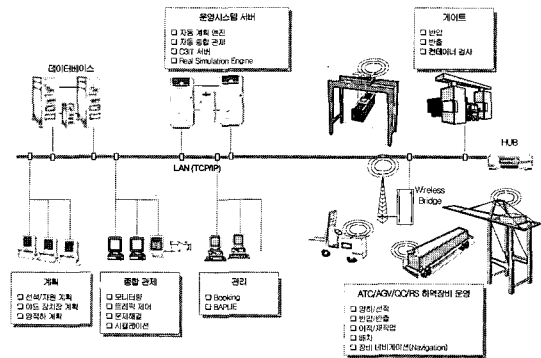 운영시스템 서버
□ 자동 계획 엔진
□ 자동 종합 관제
□ C3IT 서버
□ Real Simulation Engine
게이트
□ 반입
□ 반출
□ 컨테이너 검사
데이터베이스
HUB
LAN (TCP/IP)
Wireless
Bridge
계획
□ 선석/자원 계획
□ 야드 장치장 계획
□ 양적하 계획
종합 관제
□ 모니터링
□ 트래픽 제어
□ 문제해결
□ 시뮬레이션
관리
□ Booking
□ BAPLIE
ATC/AGV/QC/RS 하역장비 운영
□ 양하/선적
□ 반입/반출
□ 이적/재작업
□ 배차
□ 장비 네비게이션(Navigation)